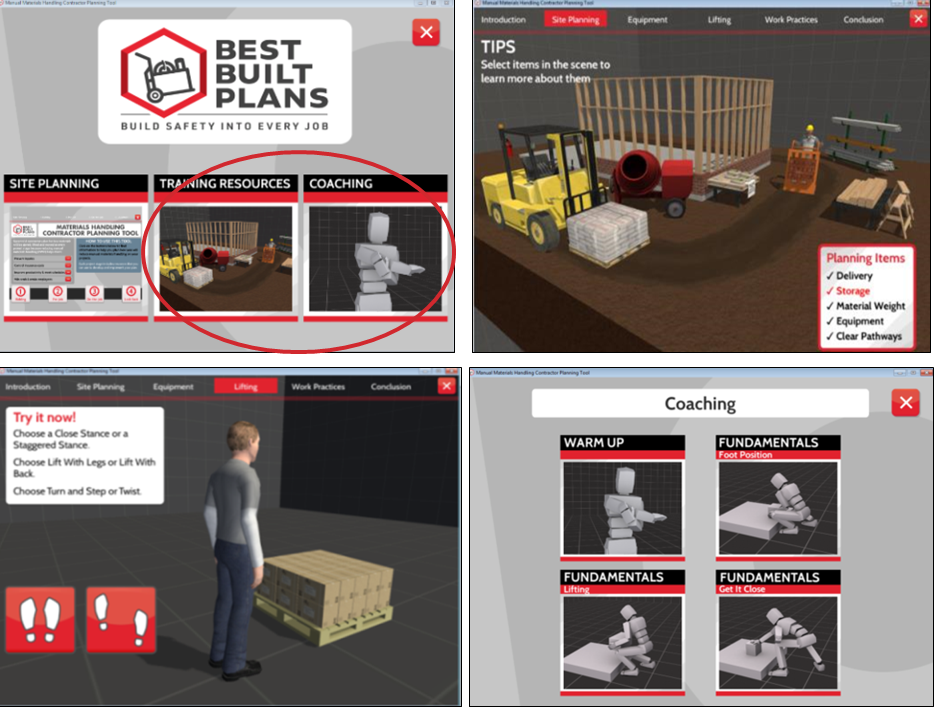 Manual Materials Handling Contractor Planning Tool
BEST
BUILT
PLANS
BUILD SAFETY INTO EVERY JOB
SITE PLANNING
TRAINING RESOURCES
COACHING
MATERIALS HANDLING
CONTRACTOR PLANNING TOOL
Manual Materials Handling Contractor Planning Tool
Introduction Site Planning Equipment Lifting Work Practices Conclusion
TIPS
Select items in the scene to
learn more about them
Planning Items
✓ Delivery
✓ Storage
✓ Material Weight
✓ Equipment
✓ Clear Pathways
Manual Materials Handling Contractor Planning Tool
Introduction Site Planning Equipment Lifting Work Practices Conclusion
Try it now!
Choose a Close Stance or a
Staggered Stance.
Choose Lift With Legs or Lift With
Back.
Choose Turn and Step or Twist.
Manual Materials Handling Contractor Planning Tool
Coaching
WARM UP
FUNDAMENTALS
Foot Position
FUNDAMENTALS
Lifting
FUNDAMENTALS
Get It Close